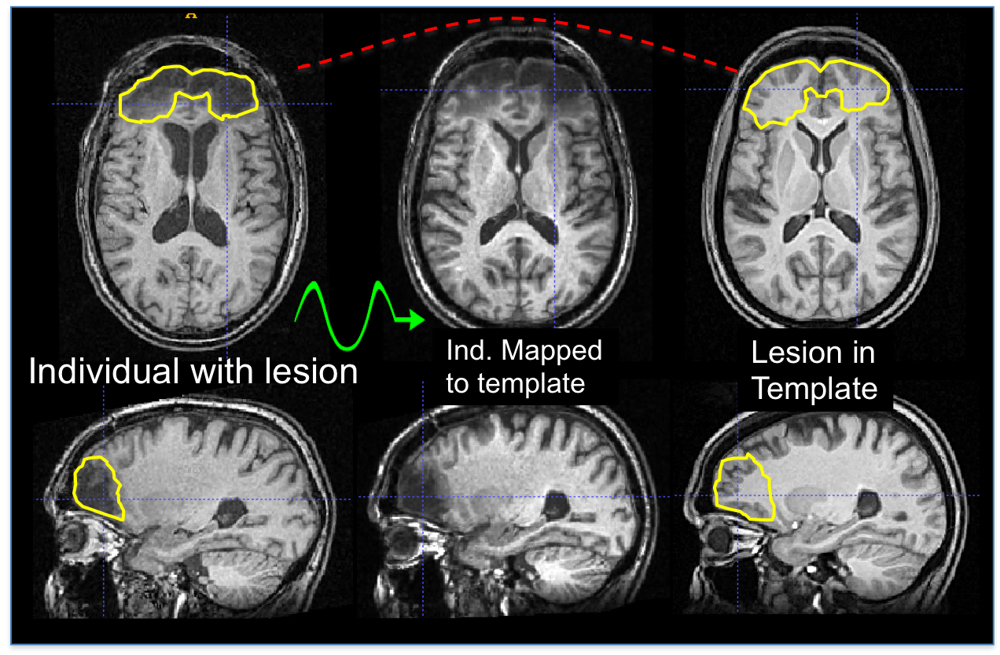 A
Individual with lesion
Ind. Mapped
to template
Lesion in
Template